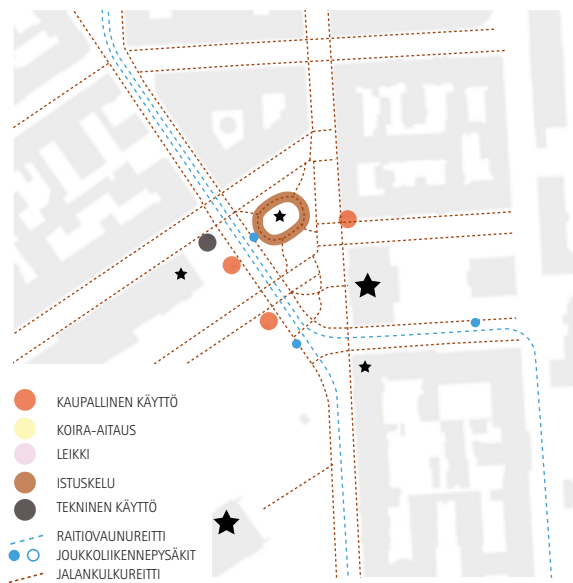 KAUPALLINEN KÄYTTÖ
KOIRA-AITAUS
LEIKKI
ISTUSKELU
TEKNINEN KÄYTTÖ
RAITIOVAUNUREITTI
JOUKKOLIIKENNEPYSÄKIT
JALANKULKUREITTI